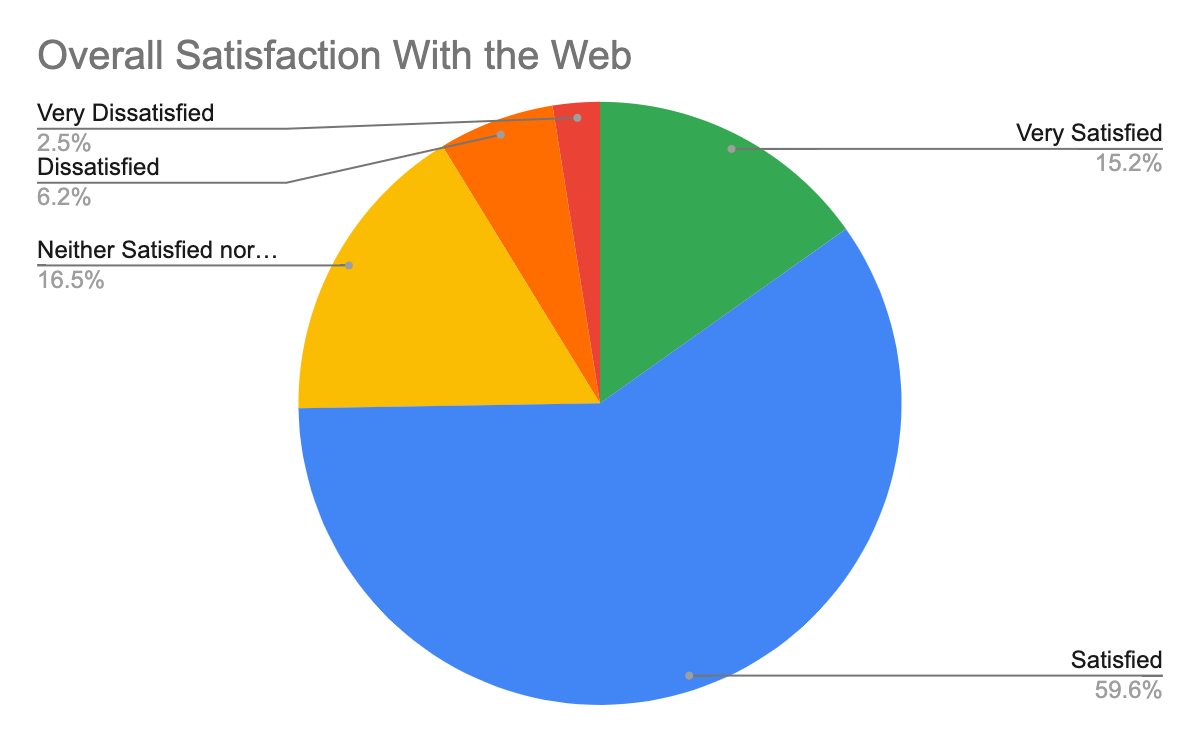 Overall Satisfaction With the Web
Very Dissatisfied
2.5%
Dissatisfied
6.2%
Neither Satisfied nor…
16.5%
Very Satisfied
15.2%
Satisfied
59.6%